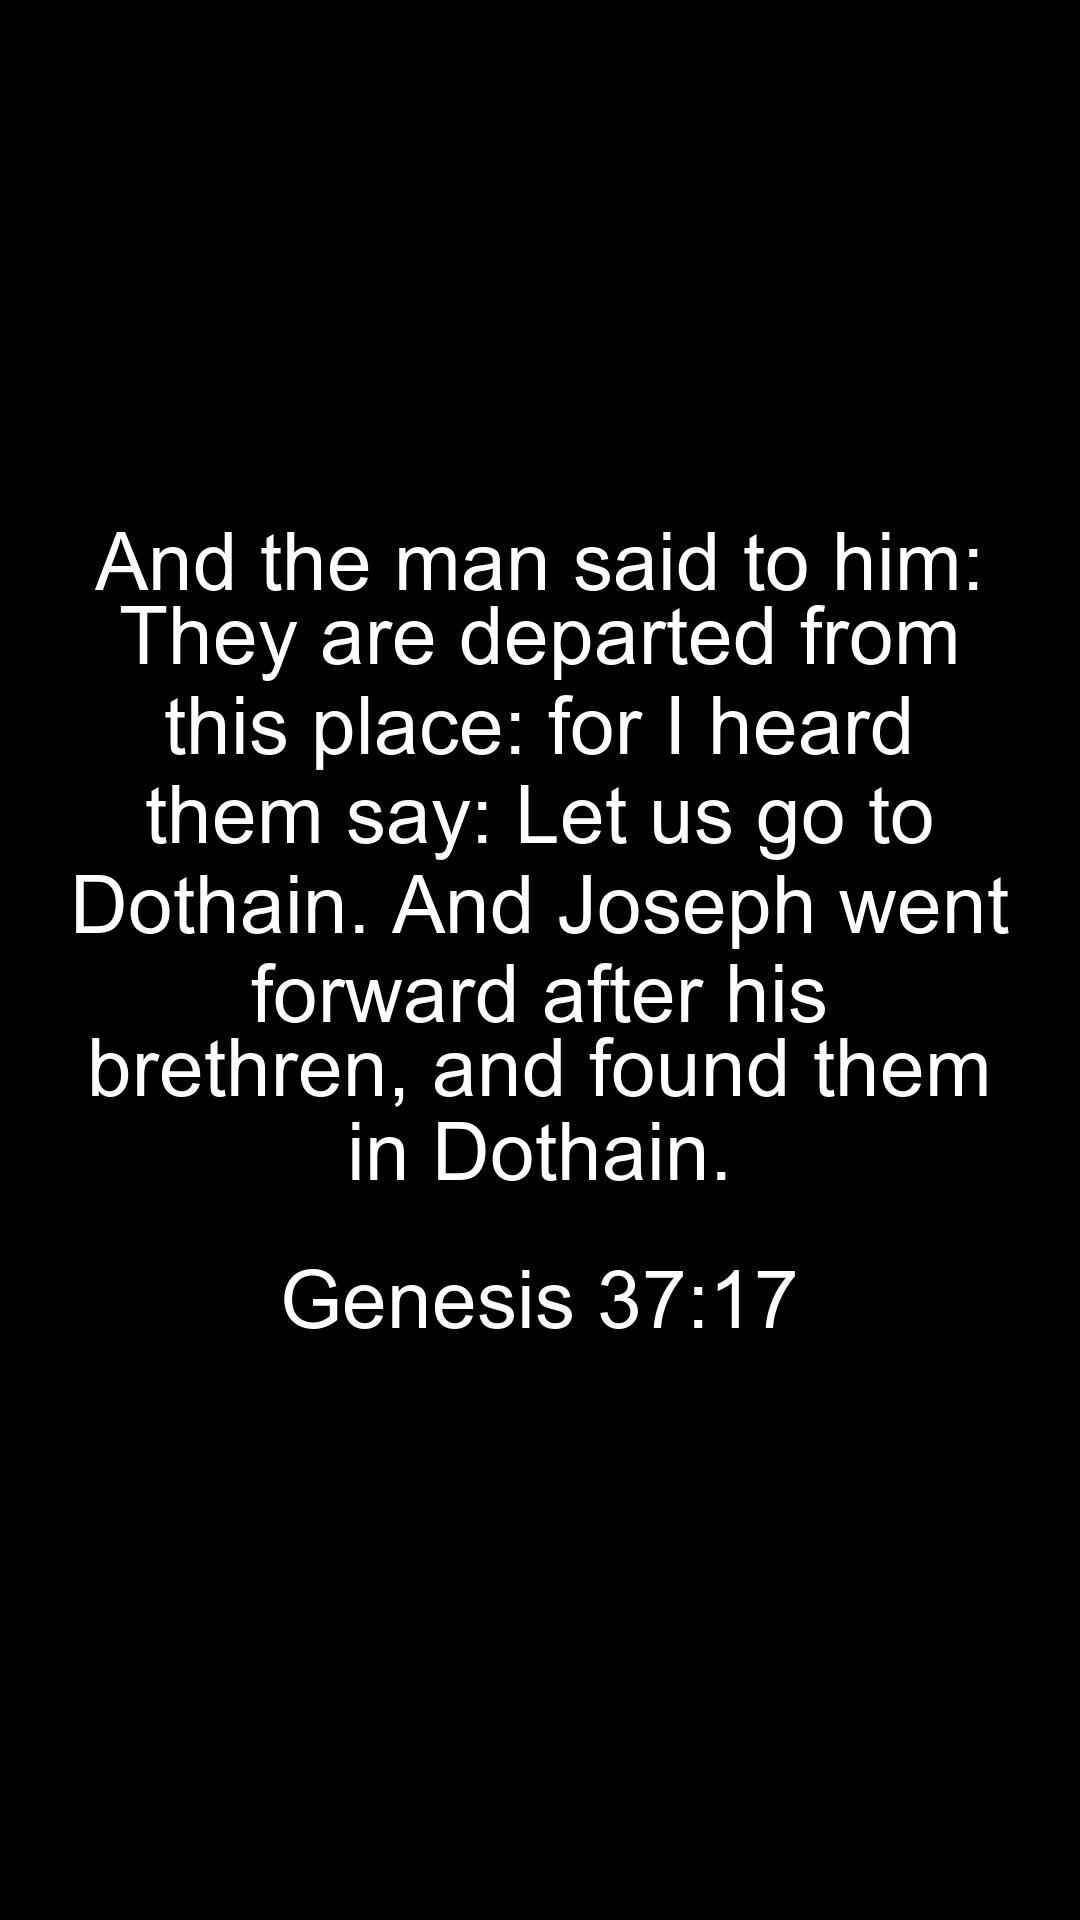 And the man said to him:
They are departed from
this place: for I heard
them say: Let us go to
Dothain. And Joseph went
forward after his
brethren, and found them
in Dothain.
Genesis 37:17